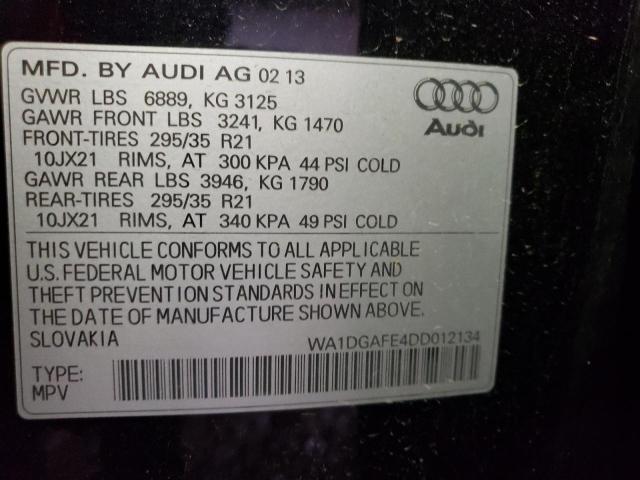 MFD. BY AUDI AG 02 13
GVWR LBS 6889, KG 3125
GAWR FRONT LBS 3241, KG 1470
FRONT-TIRES 295/35 R21
10JX21 RIMS, AT 300 KPA 44 PSI COLD
GAWR REAR LBS 3946, KG 1790
REAR-TIRES 295/35 R21
10JX21 RIMS, AT 340 KPA 49 PSI COLD
Audi
THIS VEHICLE CONFORMS TO ALL APPLICABLE
U.S. FEDERAL MOTOR VEHICLE SAFETY AND
THEFT PREVENTION STANDARDS IN EFFECT ON
THE DATE OF MANUFACTURE SHOWN ABOVE.
SLOVAKIA WA1DGAFE4DD012134
TYPE:
MPV